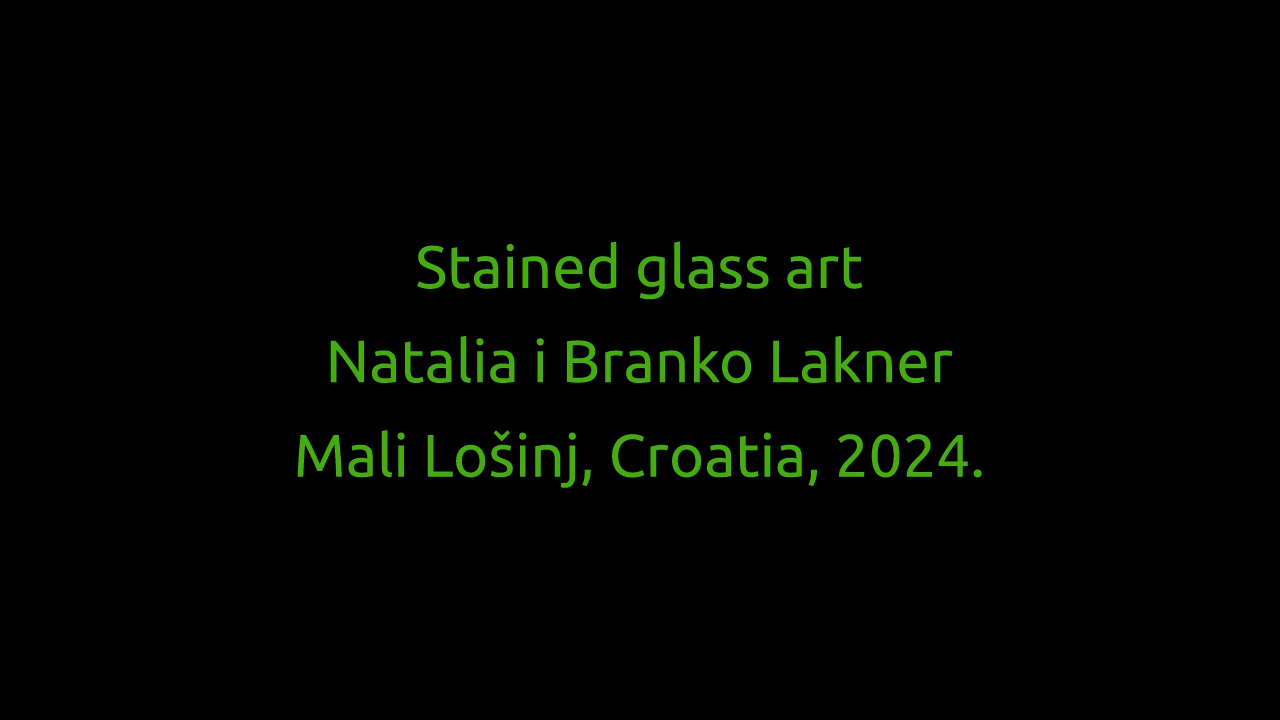 Stained glass art
Natalia i Branko Lakner
Mali Lošinj, Croatia, 2024.